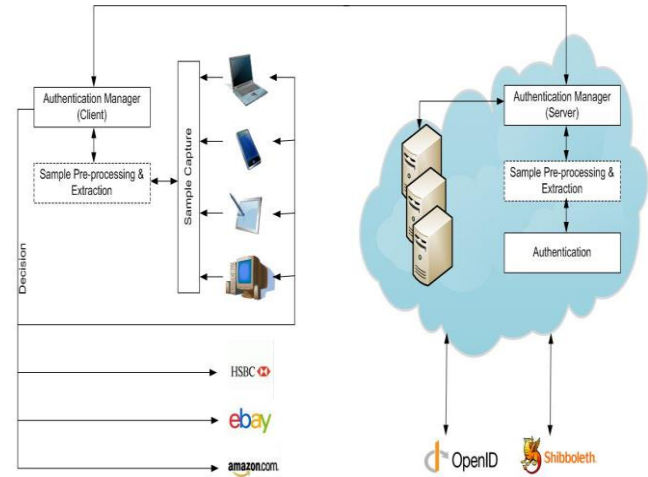 Authentication Manager
(Client)
Sample Pre-processing &
Extraction
Sample Capture
Decision
HSBC
ebay
amazon.com.
Authentication Manager
(Server)
Sample Pre-processing &
Extraction
Authentication
OpenID
Shibboleth.